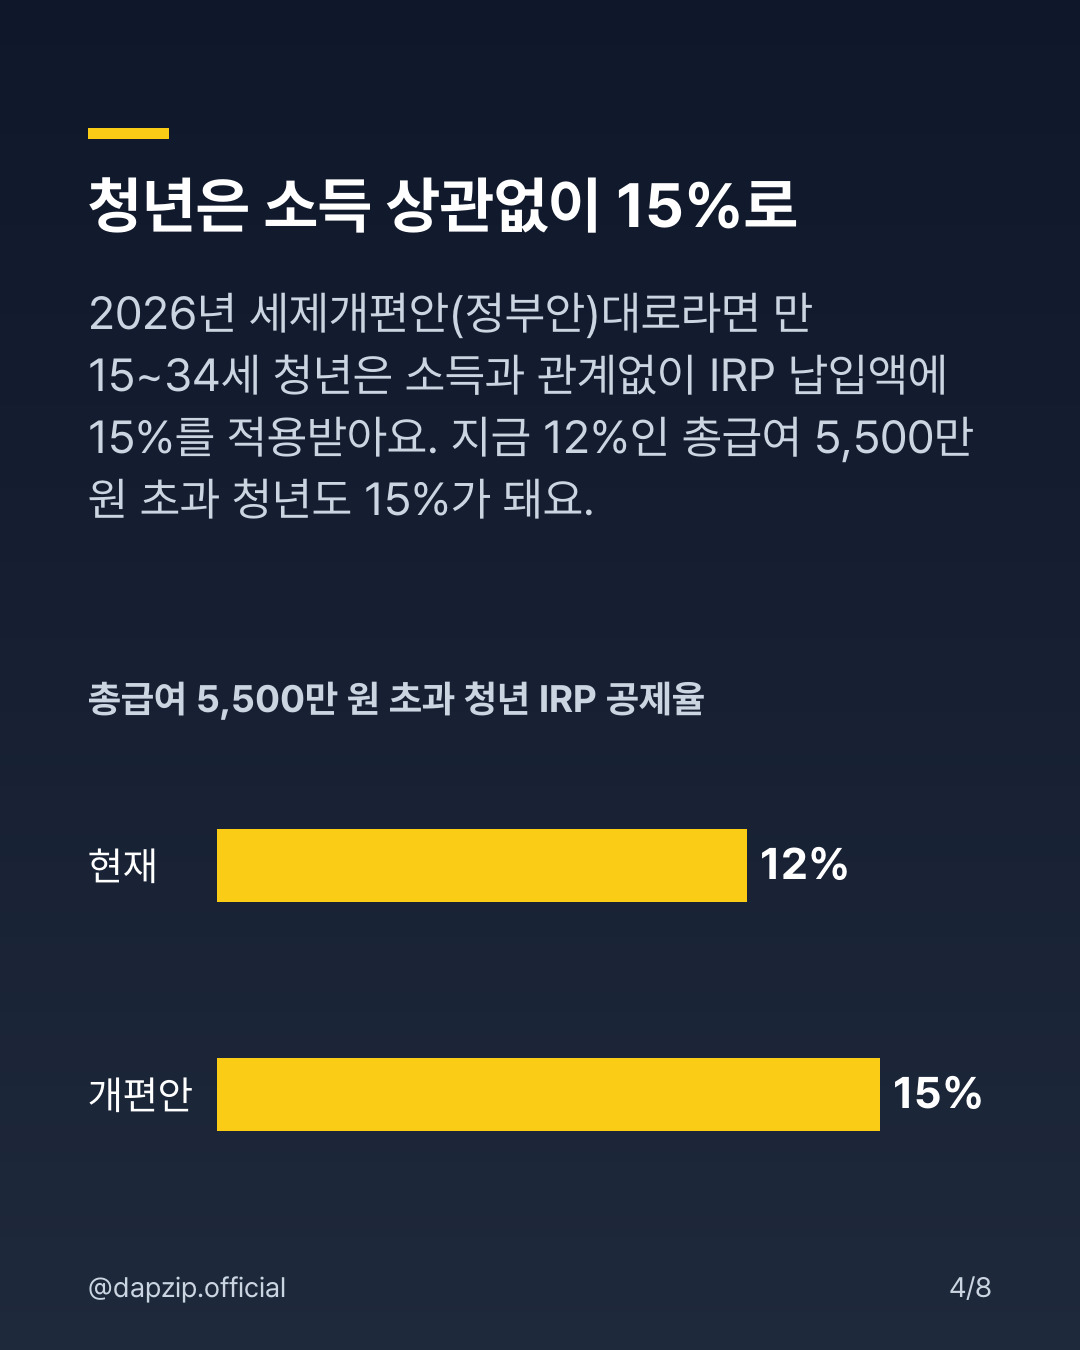 청년은 소득 상관없이 15%로
2026년 세제개편안(정부안)대로라면 만
15~34세 청년은 소득과 관계없이 IRP 납입액에
15%를 적용받아요. 지금 12%인 총급여 5,500만
원 초과 청년도 15%가 돼요.
총급여 5,500만 원 초과 청년 IRP 공제율
현재 12%
개편안 15%
@dapzip.official 4/8